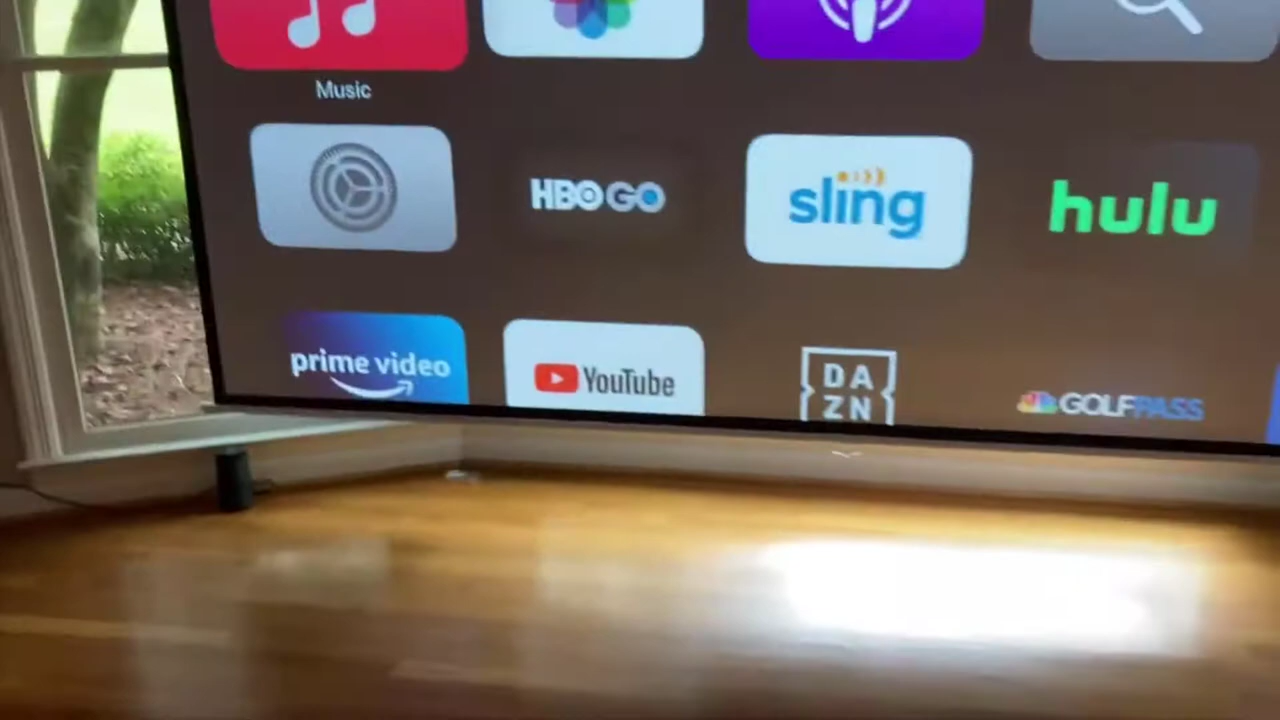 Music
HBO GO
sling
hulu
prime video
YouTube
DA
ZN
GOLFPASS